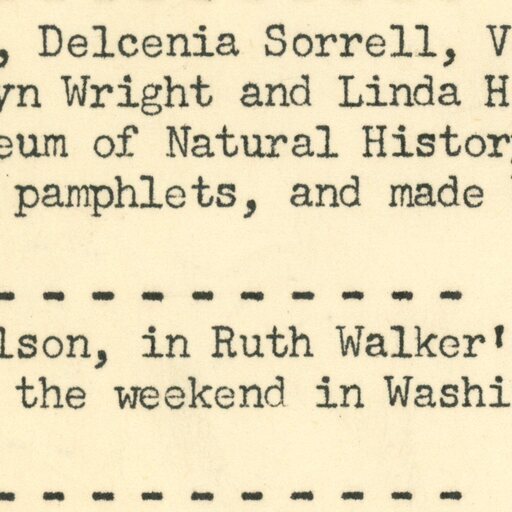 , Delcenia Sorrell, V
yn Wright and Linda H
eum of Natural History
pamphlets, and made
- - - - - - - - - -
lson, in Ruth Walker'
the weekend in Washi
- - - - - - - - - -